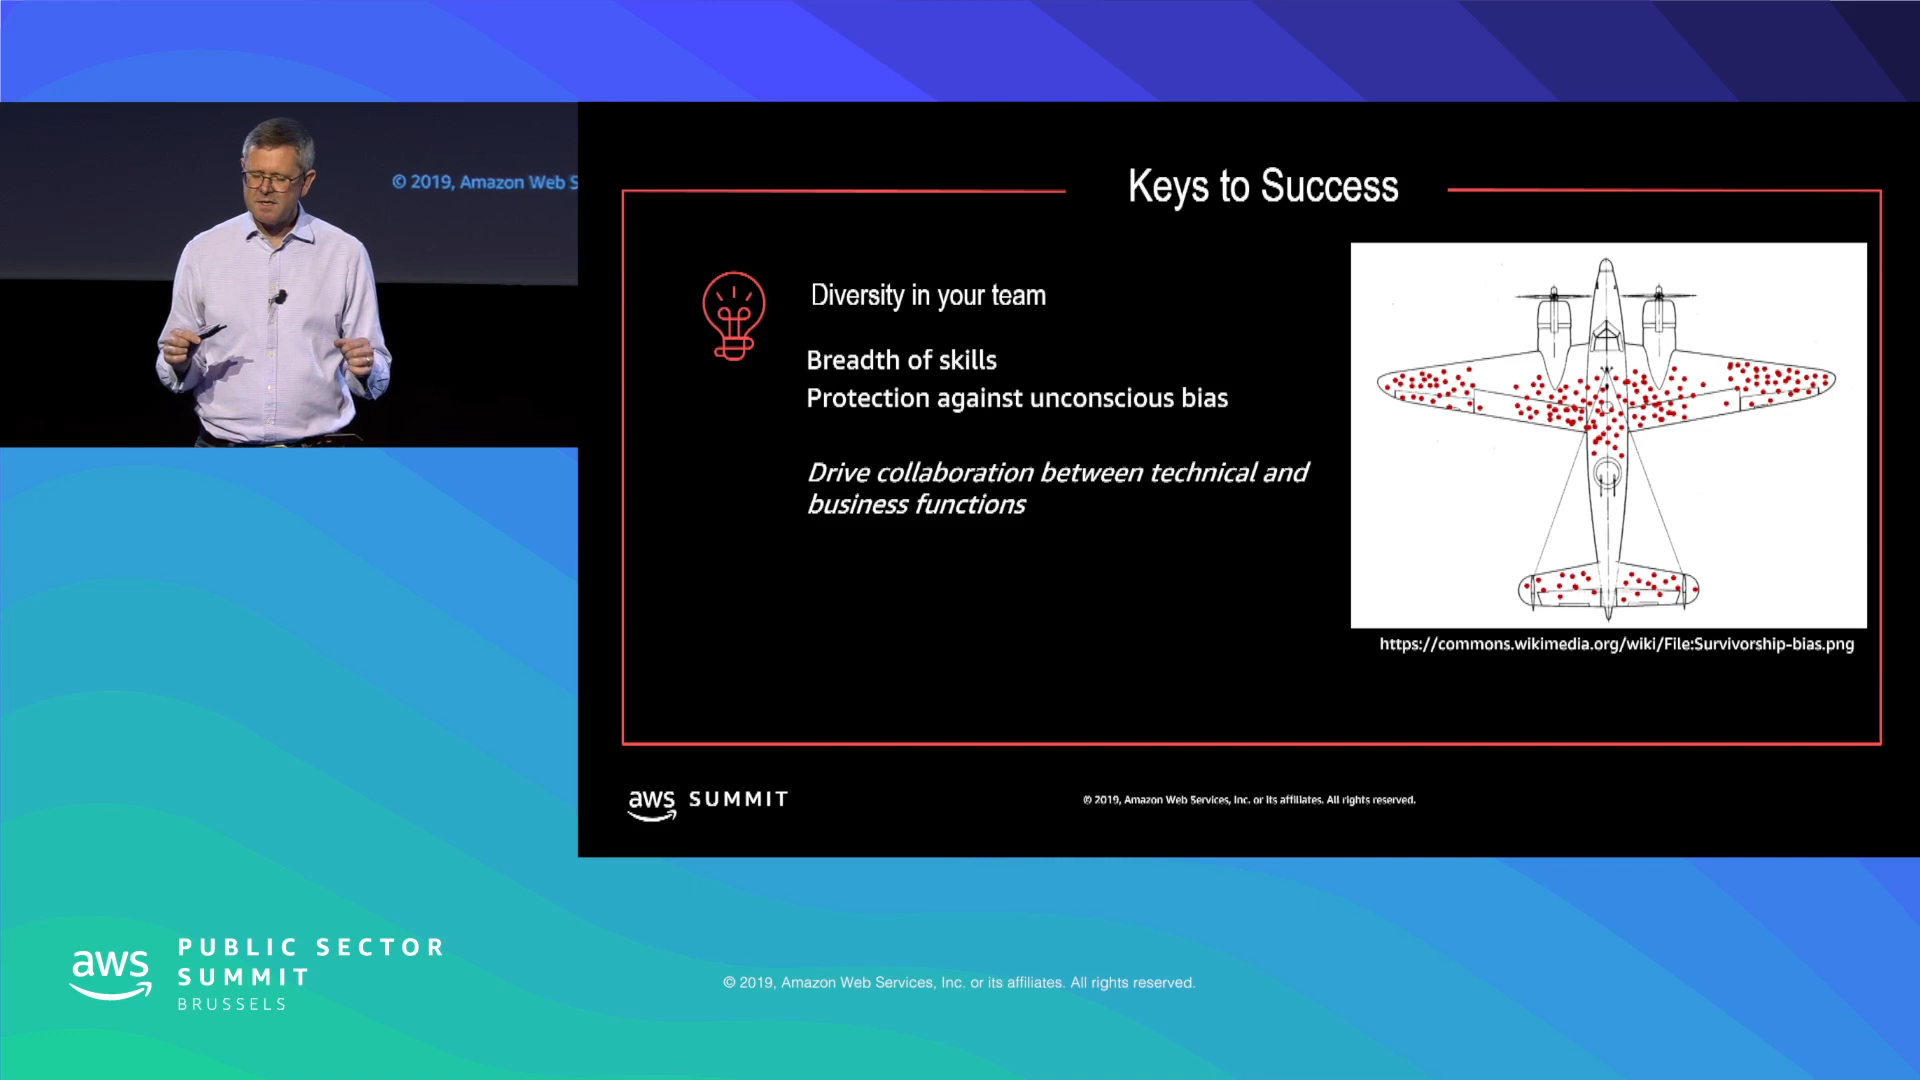 © 2019, Amazon Web S
Keys to Success
Diversity in your team
Breadth of skills
Protection against unconscious bias
Drive collaboration between technical and
business functions
https://commons.wikimedia.org/wiki/File:Survivorship-bias.png
aws SUMMIT
© 2019, Amazon Web Services, Inc. or its affiliates. All rights reserved.
aws
PUBLIC SECTOR
SUMMIT
BRUSSELS
© 2019, Amazon Web Services, Inc. or its affiliates. All rights reserved.